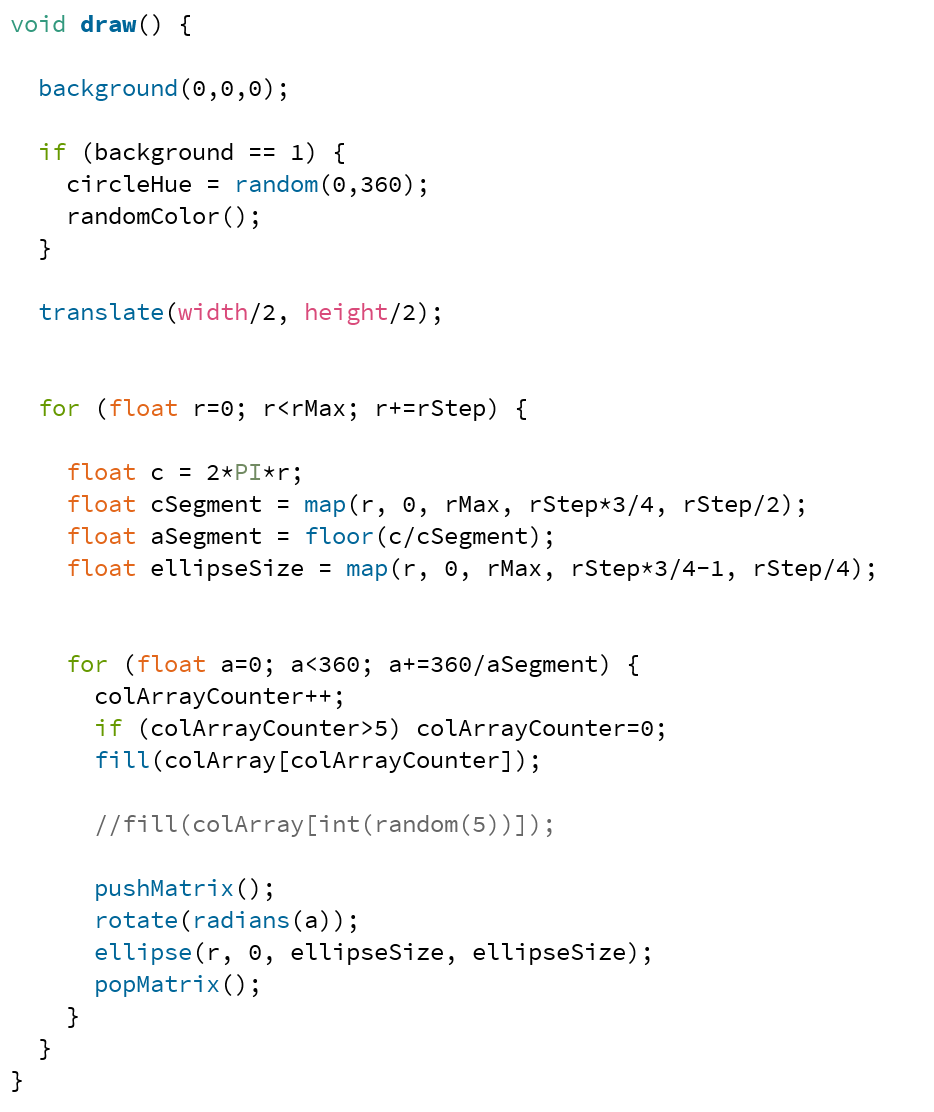 void draw() {
background(0,0,0);
if (background == 1) {
circleHue = random(0,360);
randomColor();
}
translate(width/2, height/2);
for (float r=0; r<rMax; r+=rStep) {
float c = 2*PI*r;
float cSegment = map(r, 0, rMax, rStep*3/4, rStep/2);
float aSegment = floor(c/cSegment);
float ellipseSize = map(r, 0, rMax, rStep*3/4-1, rStep/4);
for (float a=0; a<360; a+=360/aSegment) {
colArrayCounter++;
if (colArrayCounter>5) colArrayCounter=0;
fill(colArray[colArrayCounter]);
//fill(colArray[int(random(5))]);
pushMatrix();
rotate(radians(a));
ellipse(r, 0, ellipseSize, ellipseSize);
popMatrix();
}
}
}